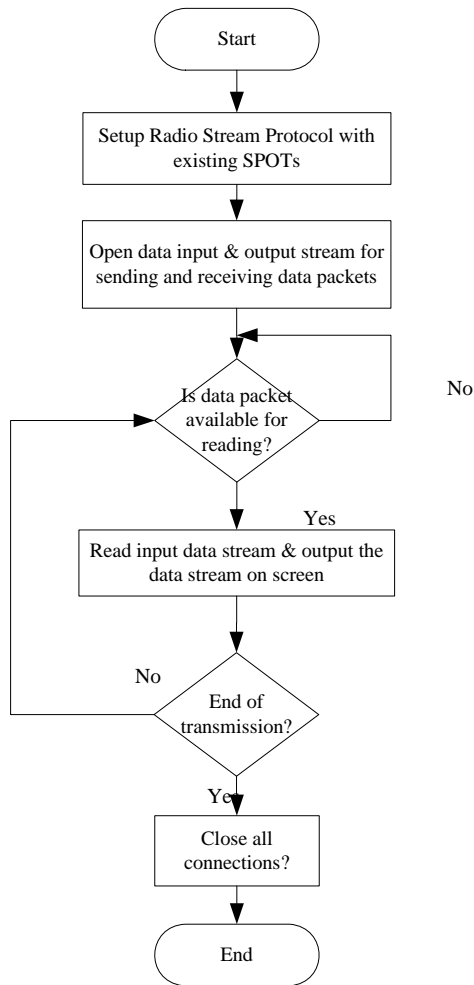 Start
Setup Radio Stream Protocol with
existing SPOTs
Open data input & output stream for
sending and receiving data packets
Is data packet
available for
reading?
No
Yes
Read input data stream & output the
data stream on screen
No
End of
transmission?
Yes
Close all
connections?
End